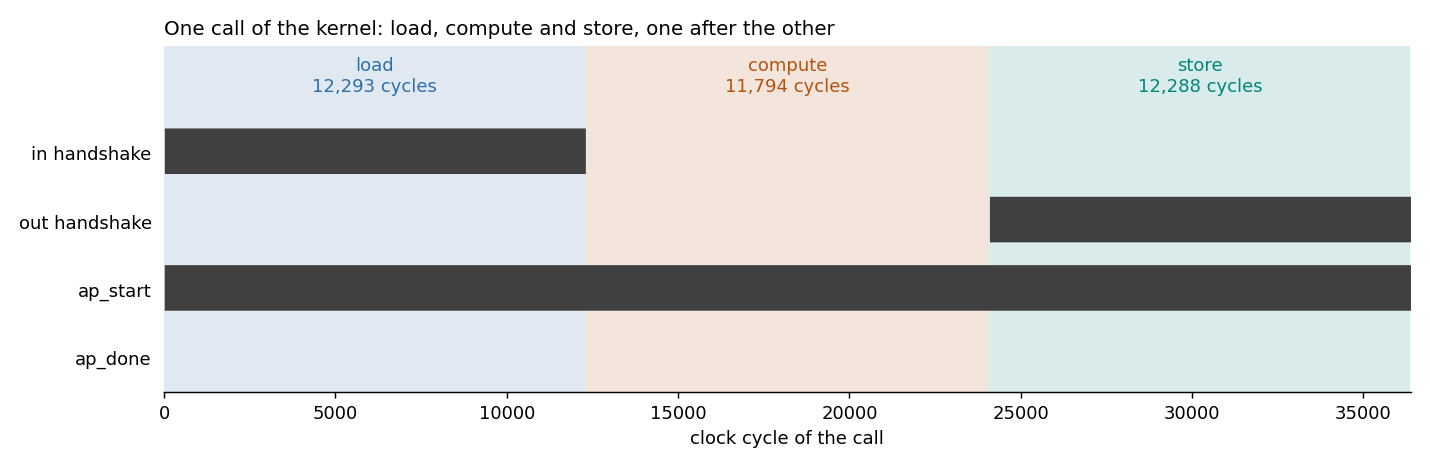 One call of the kernel: load, compute and store, one after the other
load
12,293 cycles
compute
11,794 cycles
store
12,288 cycles
in handshake
out handshake
ap_start
ap_done
0 5000 10000 15000 20000 25000 30000 35000
clock cycle of the call